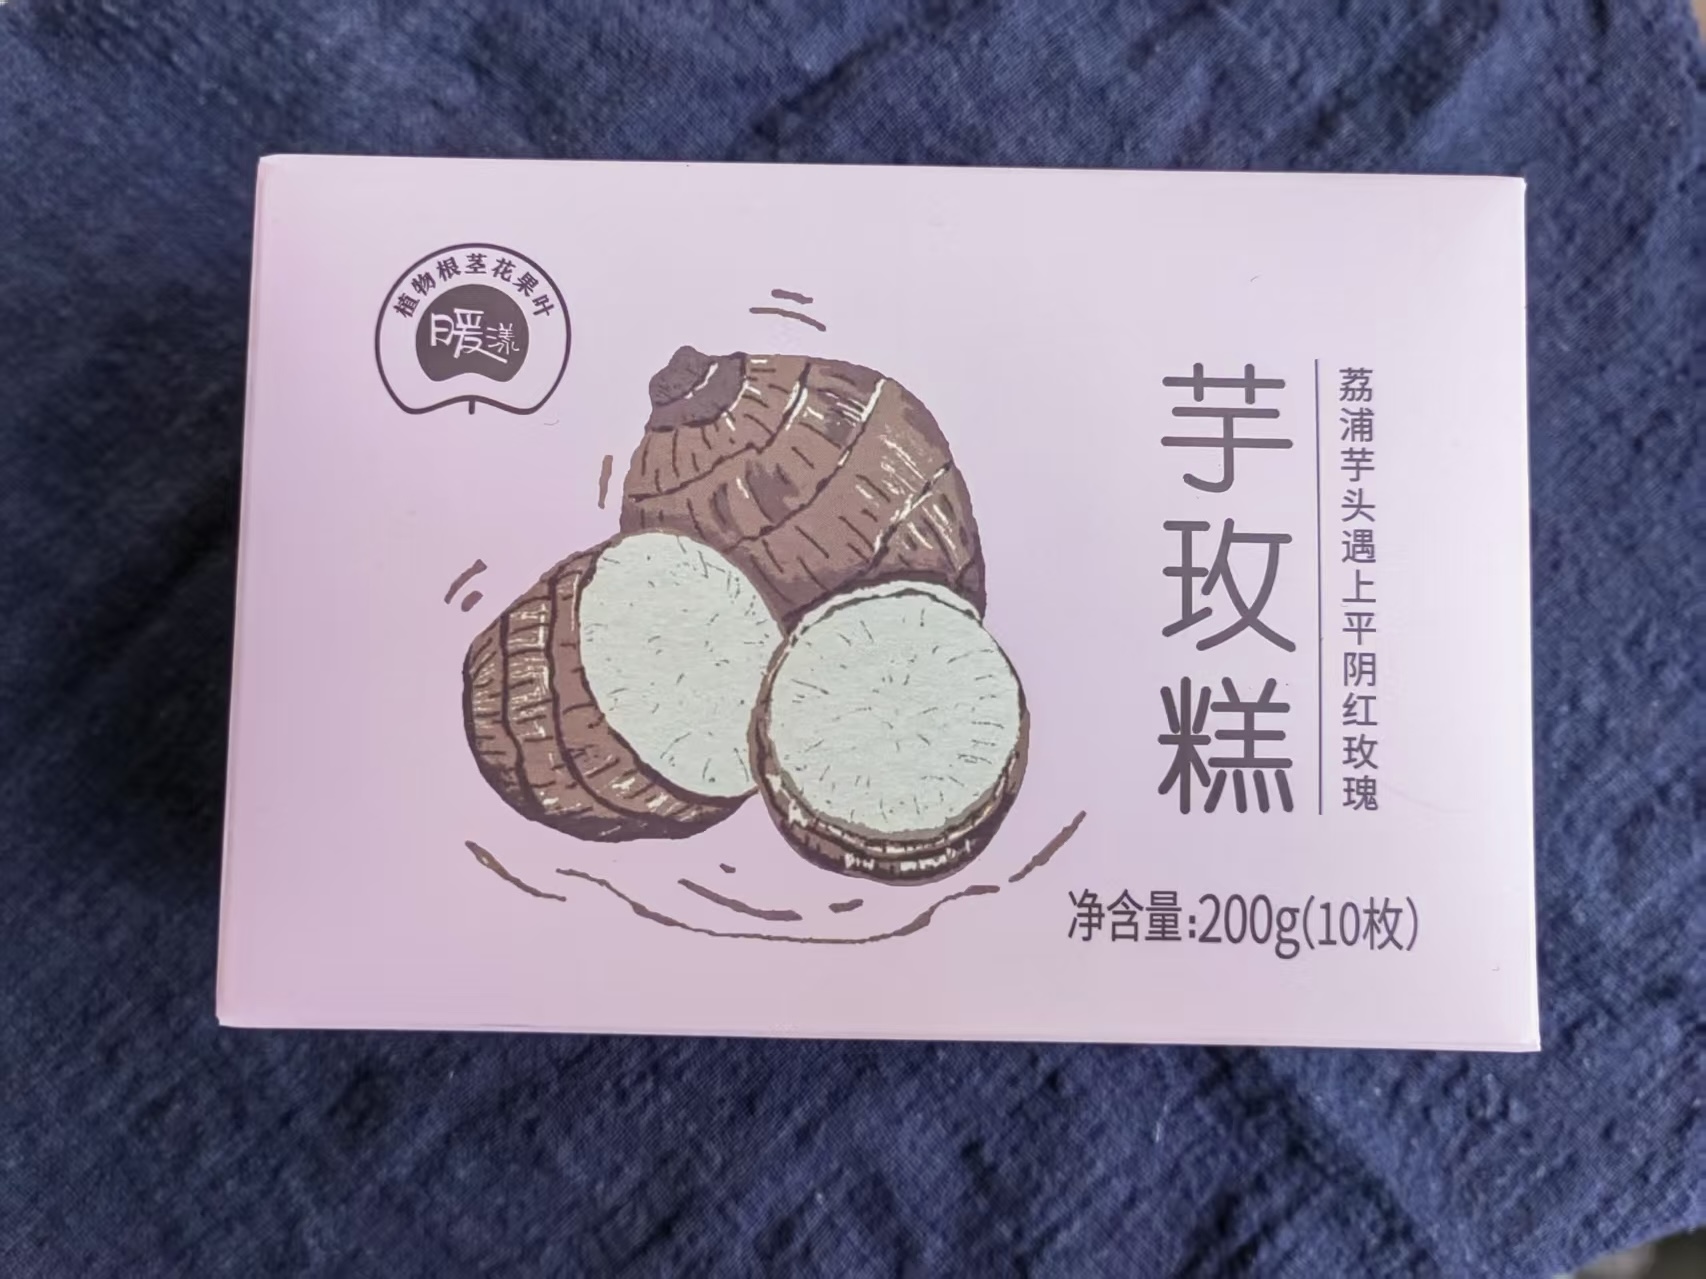 植物根茎花果叶
暖漾
芋玫糕
荔浦芋头遇上平阴红玫瑰
净含量:200g(10枚)